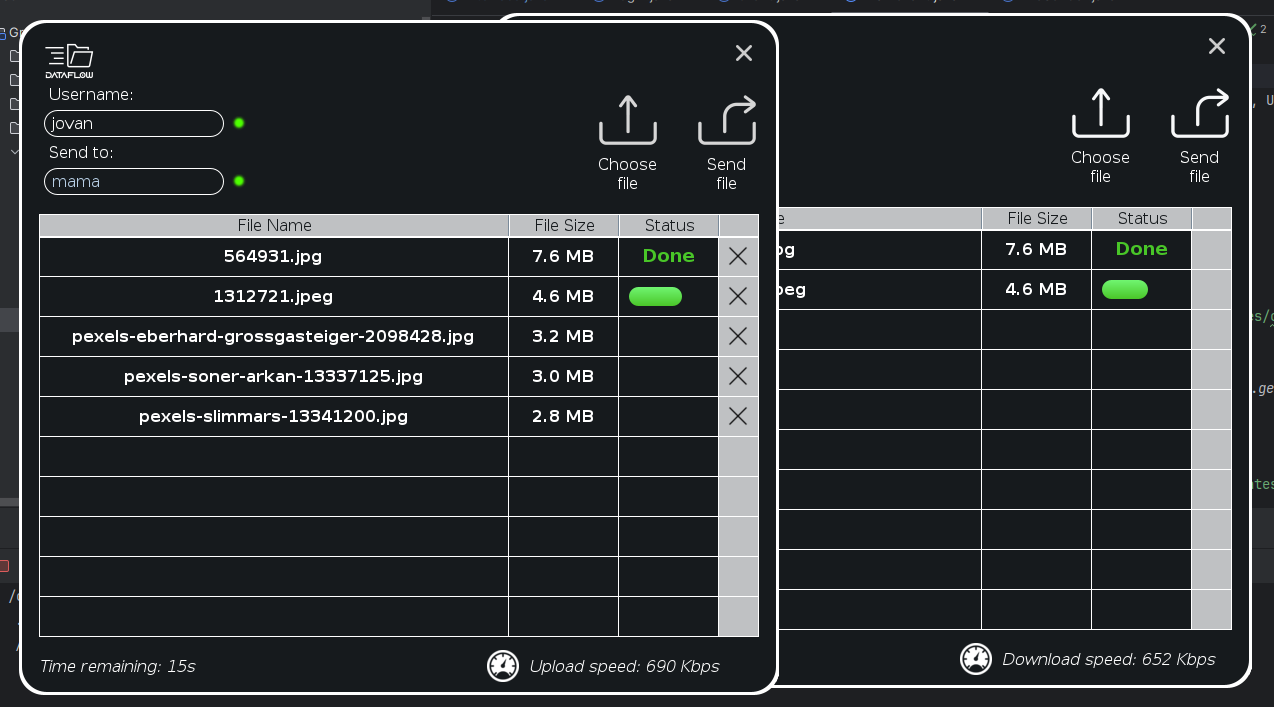 DATAFLOW
Username:
jovan
Send to:
mama
Choose
file
Send
file
File Name File Size Status
564931.jpg 7.6 MB Done
1312721.jpeg 4.6 MB
pexels-eberhard-grossgasteiger-2098428.jpg 3.2 MB
pexels-soner-arkan-13337125.jpg 3.0 MB
pexels-slimmars-13341200.jpg 2.8 MB
Time remaining: 15s
Upload speed: 690 Kbps
Choose
file
Send
file
File Size Status
7.6 MB Done
4.6 MB
Download speed: 652 Kbps
2
, U